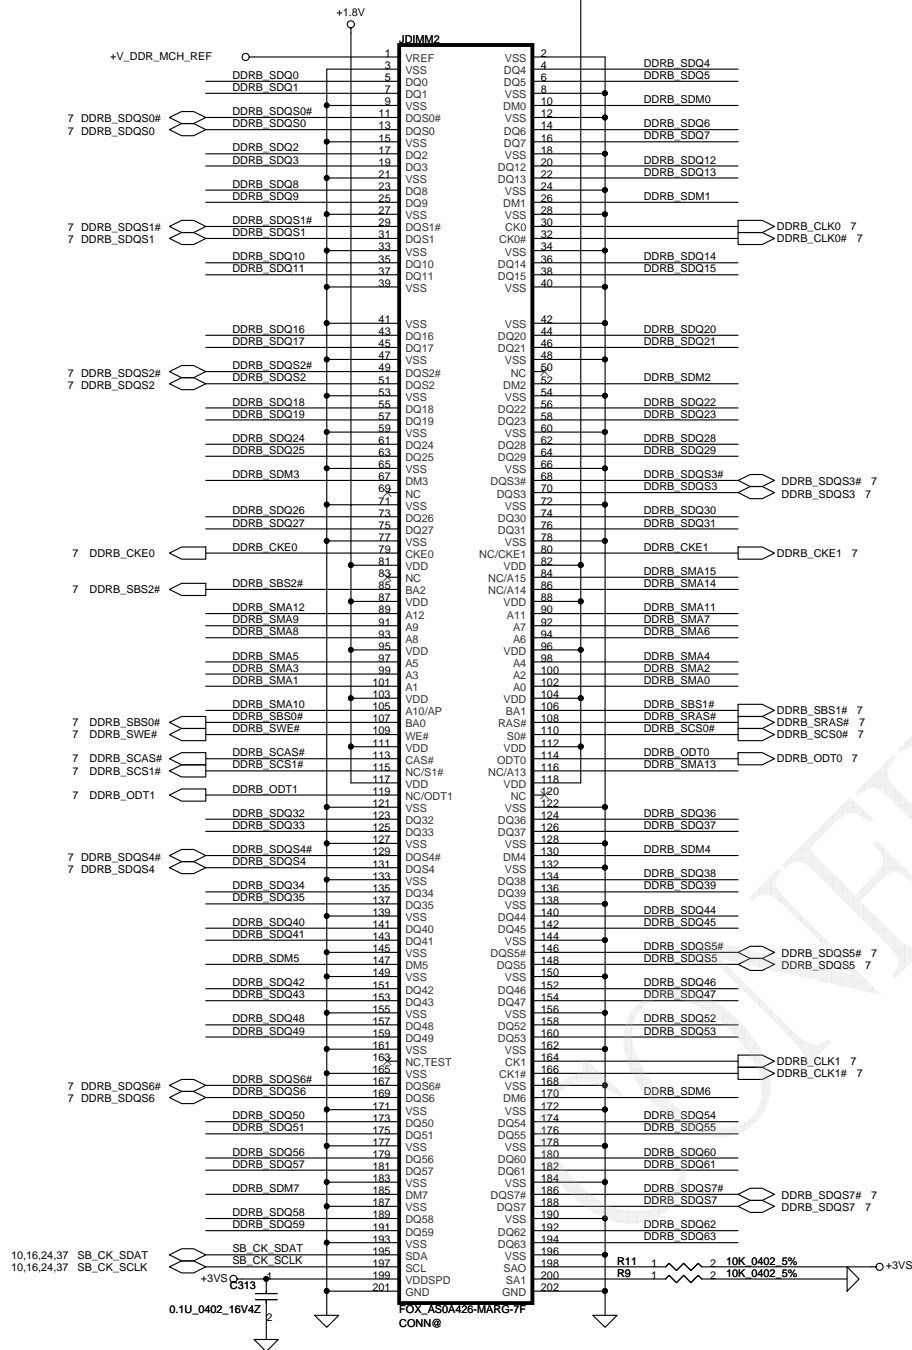 +1.8V
JDIMM2
+V_DDR_MCH_REF 1 VREF
3 VSS
DDRB_SDQ0 5 DQ0
DDRB_SDQ1 7 DQ1
9 VSS
7 DDRB_SDQS0# DDRB_SDQS0# 11 DQS0#
7 DDRB_SDQS0 DDRB_SDQS0 13 DQS0
15 VSS
DDRB_SDQ2 17 DQ2
DDRB_SDQ3 19 DQ3
21 VSS
DDRB_SDQ8 23 DQ8
DDRB_SDQ9 25 DQ9
27 VSS
7 DDRB_SDQS1# DDRB_SDQS1# 29 DQS1#
7 DDRB_SDQS1 DDRB_SDQS1 31 DQS1
33 VSS
DDRB_SDQ10 35 DQ10
DDRB_SDQ11 37 DQ11
39 VSS
41 VSS
DDRB_SDQ16 43 DQ16
DDRB_SDQ17 45 DQ17
47 VSS
7 DDRB_SDQS2# DDRB_SDQS2# 49 DQS2#
7 DDRB_SDQS2 DDRB_SDQS2 51 DQS2
53 VSS
DDRB_SDQ18 55 DQ18
DDRB_SDQ19 57 DQ19
59 VSS
DDRB_SDQ24 61 DQ24
DDRB_SDQ25 63 DQ25
65 VSS
DDRB_SDM3 67 DM3
69 NC
71 VSS
DDRB_SDQ26 73 DQ26
DDRB_SDQ27 75 DQ27
77 VSS
7 DDRB_CKE0 DDRB_CKE0 79 CKE0
81 VDD
83 NC
7 DDRB_SBS2# DDRB_SBS2# 85 BA2
87 VDD
DDRB_SMA12 89 A12
DDRB_SMA9 91 A9
DDRB_SMA8 93 A8
95 VDD
DDRB_SMA5 97 A5
DDRB_SMA3 99 A3
DDRB_SMA1 101 A1
103 VDD
DDRB_SMA10 105 A10/AP
7 DDRB_SBS0# DDRB_SBS0# 107 BA0
7 DDRB_SWE# DDRB_SWE# 109 WE#
111 VDD
7 DDRB_SCAS# DDRB_SCAS# 113 CAS#
7 DDRB_SCS1# DDRB_SCS1# 115 NC/S1#
117 VDD
7 DDRB_ODT1 DDRB_ODT1 119 NC/ODT1
121 VSS
DDRB_SDQ32 123 DQ32
DDRB_SDQ33 125 DQ33
127 VSS
7 DDRB_SDQS4# DDRB_SDQS4# 129 DQS4#
7 DDRB_SDQS4 DDRB_SDQS4 131 DQS4
133 VSS
DDRB_SDQ34 135 DQ34
DDRB_SDQ35 137 DQ35
139 VSS
DDRB_SDQ40 141 DQ40
DDRB_SDQ41 143 DQ41
145 VSS
DDRB_SDM5 147 DM5
149 VSS
DDRB_SDQ42 151 DQ42
DDRB_SDQ43 153 DQ43
155 VSS
DDRB_SDQ48 157 DQ48
DDRB_SDQ49 159 DQ49
161 VSS
163 NC,TEST
165 VSS
7 DDRB_SDQS6# DDRB_SDQS6# 167 DQS6#
7 DDRB_SDQS6 DDRB_SDQS6 169 DQS6
171 VSS
DDRB_SDQ50 173 DQ50
DDRB_SDQ51 175 DQ51
177 VSS
DDRB_SDQ56 179 DQ56
DDRB_SDQ57 181 DQ57
183 VSS
DDRB_SDM7 185 DM7
187 VSS
DDRB_SDQ58 189 DQ58
DDRB_SDQ59 191 DQ59
193 VSS
10,16,24,37 SB_CK_SDAT SB_CK_SDAT 195 SDA
10,16,24,37 SB_CK_SCLK SB_CK_SCLK 197 SCL
+3VS 199 VDDSPD
C313 1 201 GND
0.1U_0402_16V4Z 2
VSS 2
DQ4 4 DDRB_SDQ4
DQ5 6 DDRB_SDQ5
VSS 8
DM0 10 DDRB_SDM0
VSS 12
DQ6 14 DDRB_SDQ6
DQ7 16 DDRB_SDQ7
VSS 18
DQ12 20 DDRB_SDQ12
DQ13 22 DDRB_SDQ13
VSS 24
DM1 26 DDRB_SDM1
VSS 28
CK0 30 DDRB_CLK0 7
CK0# 32 DDRB_CLK0# 7
VSS 34
DQ14 36 DDRB_SDQ14
DQ15 38 DDRB_SDQ15
VSS 40
VSS 42
DQ20 44 DDRB_SDQ20
DQ21 46 DDRB_SDQ21
VSS 48
NC 50
DM2 52 DDRB_SDM2
VSS 54
DQ22 56 DDRB_SDQ22
DQ23 58 DDRB_SDQ23
VSS 60
DQ28 62 DDRB_SDQ28
DQ29 64 DDRB_SDQ29
VSS 66
DQS3# 68 DDRB_SDQS3# DDRB_SDQS3# 7
DQS3 70 DDRB_SDQS3 DDRB_SDQS3 7
VSS 72
DQ30 74 DDRB_SDQ30
DQ31 76 DDRB_SDQ31
VSS 78
NC/CKE1 80 DDRB_CKE1 DDRB_CKE1 7
VDD 82
NC/A15 84 DDRB_SMA15
NC/A14 86 DDRB_SMA14
VDD 88
A11 90 DDRB_SMA11
A7 92 DDRB_SMA7
A6 94 DDRB_SMA6
VDD 96
A4 98 DDRB_SMA4
A2 100 DDRB_SMA2
A0 102 DDRB_SMA0
VDD 104
BA1 106 DDRB_SBS1# DDRB_SBS1# 7
RAS# 108 DDRB_SRAS# DDRB_SRAS# 7
S0# 110 DDRB_SCS0# DDRB_SCS0# 7
VDD 112
ODT0 114 DDRB_ODT0 DDRB_ODT0 7
NC/A13 116 DDRB_SMA13
VDD 118
NC 120
VSS 122
DQ36 124 DDRB_SDQ36
DQ37 126 DDRB_SDQ37
VSS 128
DM4 130 DDRB_SDM4
VSS 132
DQ38 134 DDRB_SDQ38
DQ39 136 DDRB_SDQ39
VSS 138
DQ44 140 DDRB_SDQ44
DQ45 142 DDRB_SDQ45
VSS 144
DQS5# 146 DDRB_SDQS5# DDRB_SDQS5# 7
DQS5 148 DDRB_SDQS5 DDRB_SDQS5 7
VSS 150
DQ46 152 DDRB_SDQ46
DQ47 154 DDRB_SDQ47
VSS 156
DQ52 158 DDRB_SDQ52
DQ53 160 DDRB_SDQ53
VSS 162
CK1 164 DDRB_CLK1 7
CK1# 166 DDRB_CLK1# 7
VSS 168
DM6 170 DDRB_SDM6
VSS 172
DQ54 174 DDRB_SDQ54
DQ55 176 DDRB_SDQ55
VSS 178
DQ60 180 DDRB_SDQ60
DQ61 182 DDRB_SDQ61
VSS 184
DQS7# 186 DDRB_SDQS7# DDRB_SDQS7# 7
DQS7 188 DDRB_SDQS7 DDRB_SDQS7 7
VSS 190
DQ62 192 DDRB_SDQ62
DQ63 194 DDRB_SDQ63
VSS 196
SAO 198 R11 1 2 10K_0402_5% +3VS
SA1 200 R9 1 2 10K_0402_5%
GND 202
FOX_AS0A426-MARG-7F
CONN@